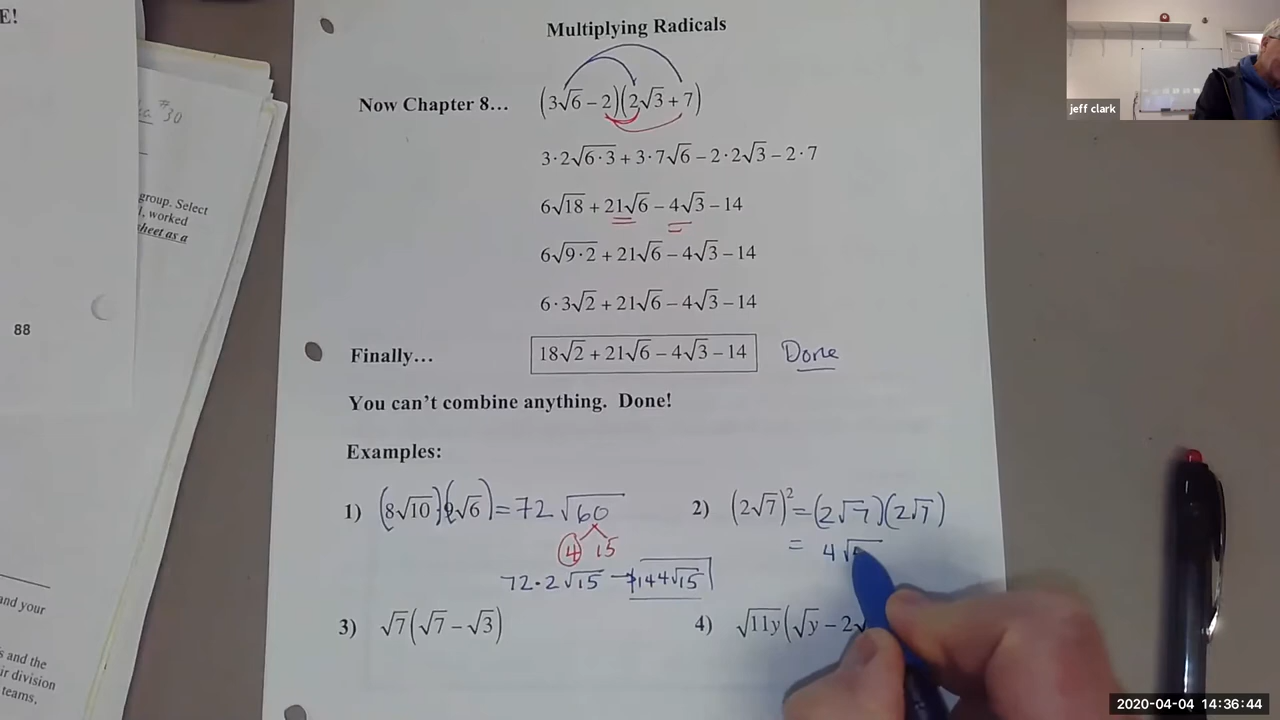 E!
#30
group. Select
, worked
heet as a
88
and your
s and the
ir division
teams,
Multiplying Radicals
Now Chapter 8… (3√6 − 2)(2√3 + 7)
3·2√6·3 + 3·7√6 − 2·2√3 − 2·7
6√18 + 21√6 − 4√3 − 14
6√9·2 + 21√6 − 4√3 − 14
6·3√2 + 21√6 − 4√3 − 14
Finally… 18√2 + 21√6 − 4√3 − 14 Done
You can't combine anything. Done!
Examples:
1) (8√10)(9√6) = 72√60
4 15
72·2√15 → 144√15
2) (2√7)² = (2√7)(2√7)
= 4√
3) √7(√7 − √3)
4) √11y(√y − 2√
jeff clark
2020-04-04 14:36:44